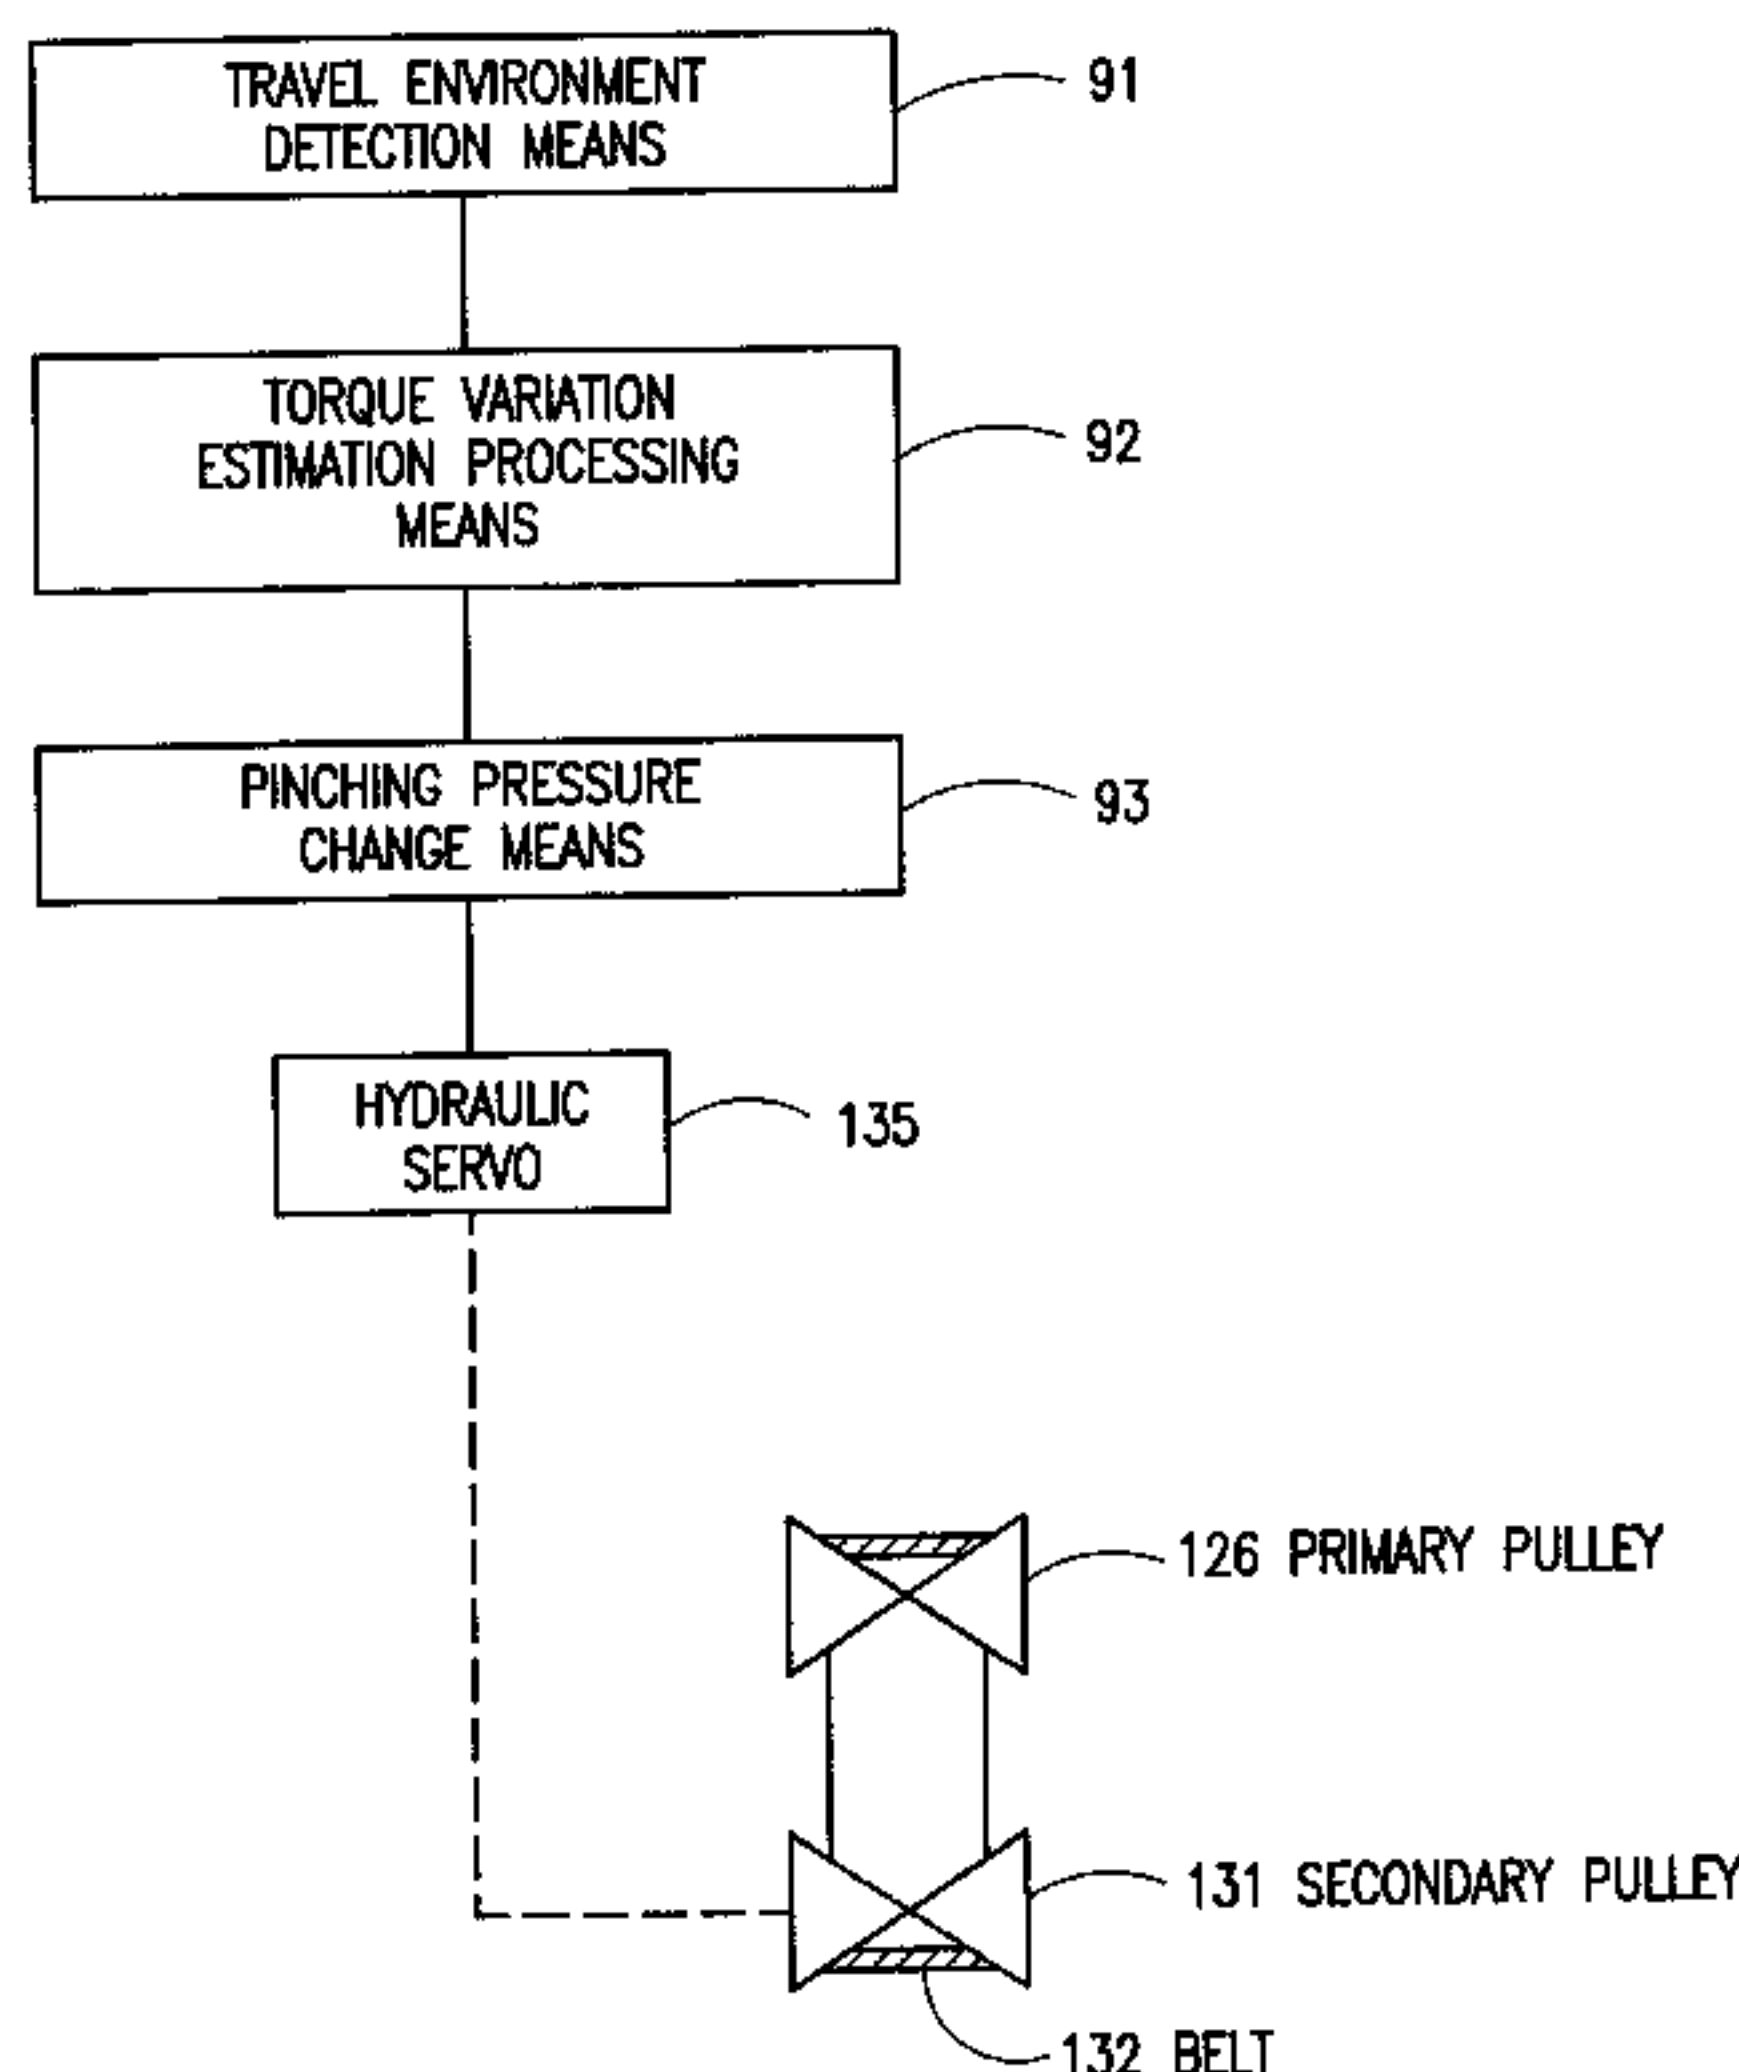 TRAVEL ENVIRONMENT
DETECTION MEANS
91
TORQUE VARIATION
ESTIMATION PROCESSING
MEANS
92
PINCHING PRESSURE
CHANGE MEANS
93
HYDRAULIC
SERVO
135
126 PRIMARY PULLEY
131 SECONDARY PULLEY
132 BELT